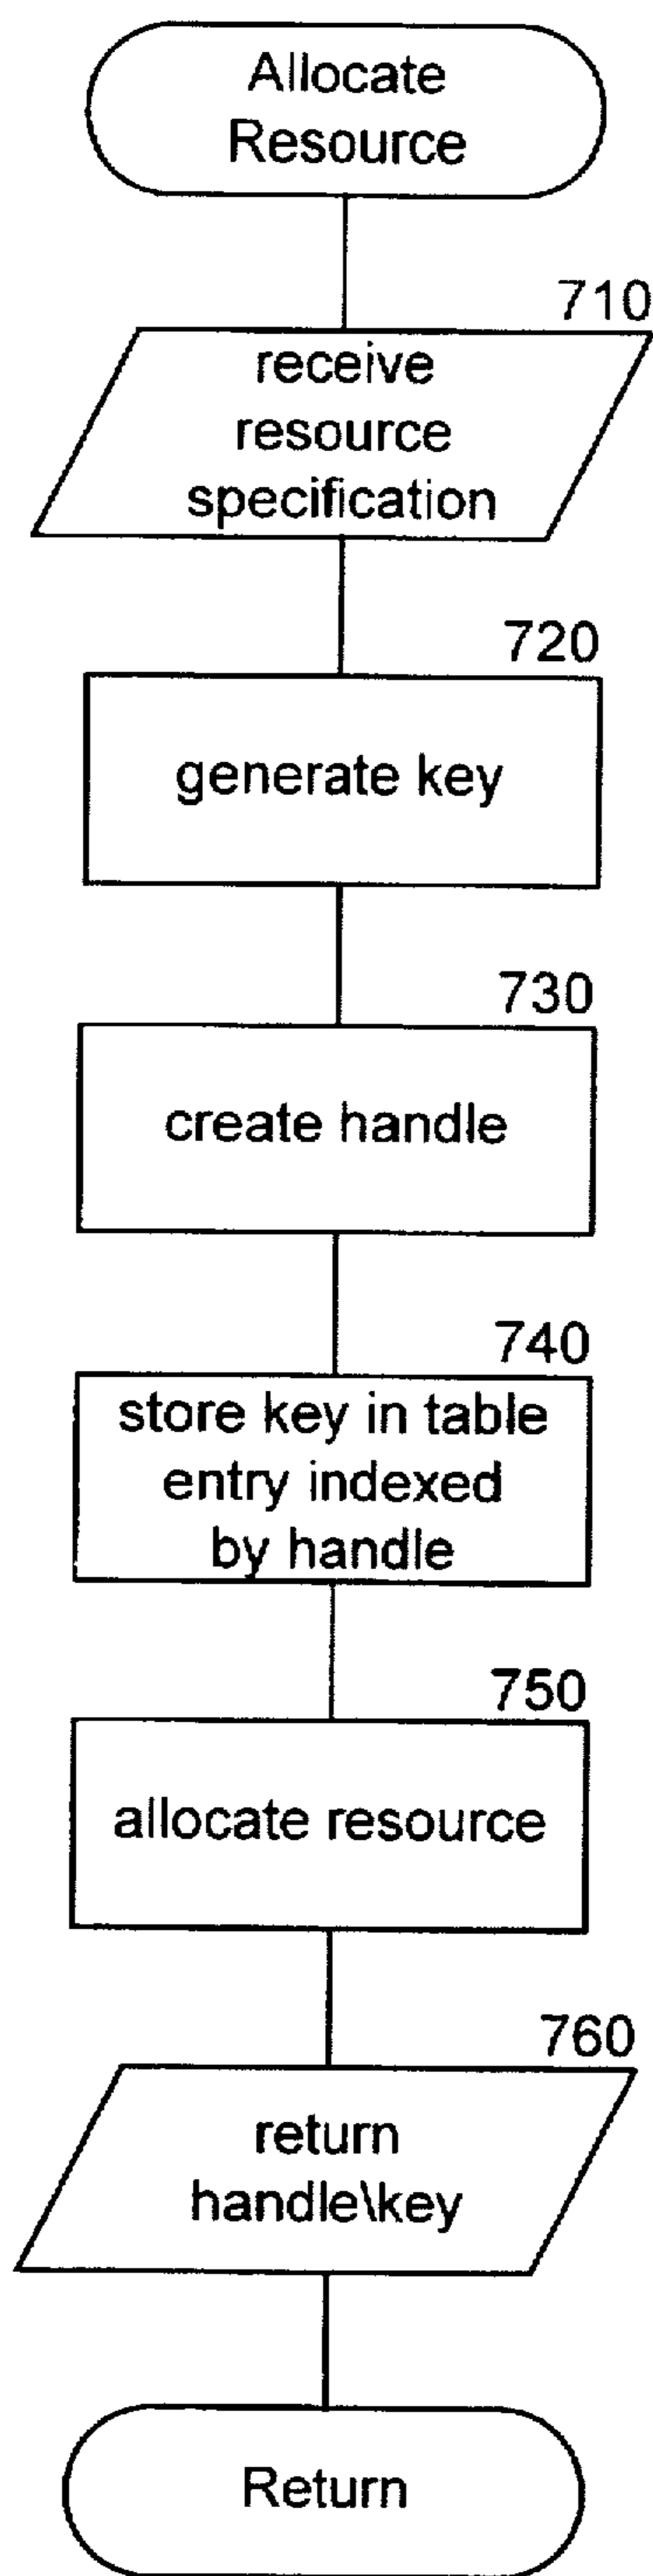 Allocate
Resource
710
receive
resource
specification
720
generate key
730
create handle
740
store key in table
entry indexed
by handle
750
allocate resource
760
return
handle\key
Return